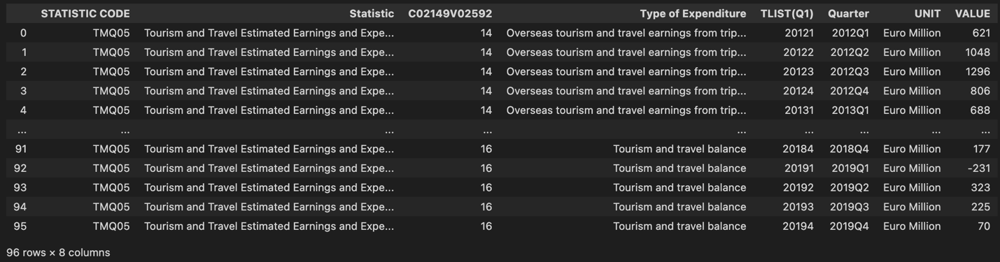 STATISTIC CODE Statistic C02149V02592 Type of Expenditure TLIST(Q1) Quarter UNIT VALUE
0 TMQ05 Tourism and Travel Estimated Earnings and Expe... 14 Overseas tourism and travel earnings from trip... 20121 2012Q1 Euro Million 621
1 TMQ05 Tourism and Travel Estimated Earnings and Expe... 14 Overseas tourism and travel earnings from trip... 20122 2012Q2 Euro Million 1048
2 TMQ05 Tourism and Travel Estimated Earnings and Expe... 14 Overseas tourism and travel earnings from trip... 20123 2012Q3 Euro Million 1296
3 TMQ05 Tourism and Travel Estimated Earnings and Expe... 14 Overseas tourism and travel earnings from trip... 20124 2012Q4 Euro Million 806
4 TMQ05 Tourism and Travel Estimated Earnings and Expe... 14 Overseas tourism and travel earnings from trip... 20131 2013Q1 Euro Million 688
... ... ... ... ... ... ... ... ...
91 TMQ05 Tourism and Travel Estimated Earnings and Expe... 16 Tourism and travel balance 20184 2018Q4 Euro Million 177
92 TMQ05 Tourism and Travel Estimated Earnings and Expe... 16 Tourism and travel balance 20191 2019Q1 Euro Million -231
93 TMQ05 Tourism and Travel Estimated Earnings and Expe... 16 Tourism and travel balance 20192 2019Q2 Euro Million 323
94 TMQ05 Tourism and Travel Estimated Earnings and Expe... 16 Tourism and travel balance 20193 2019Q3 Euro Million 225
95 TMQ05 Tourism and Travel Estimated Earnings and Expe... 16 Tourism and travel balance 20194 2019Q4 Euro Million 70
96 rows × 8 columns